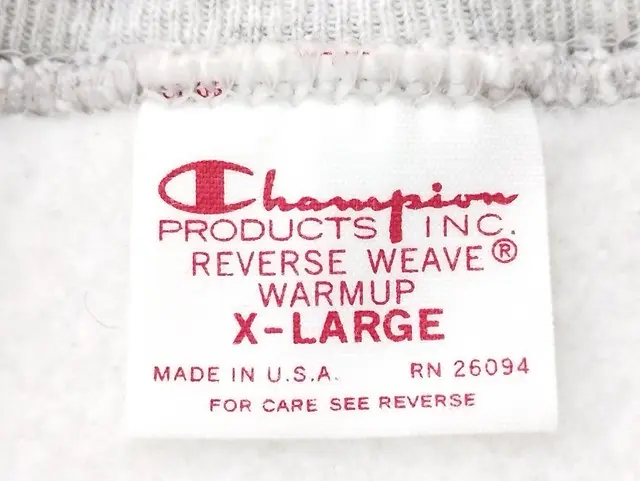 Champion
PRODUCTS INC.
REVERSE WEAVE®
WARMUP
X-LARGE
MADE IN U.S.A. RN 26094
FOR CARE SEE REVERSE